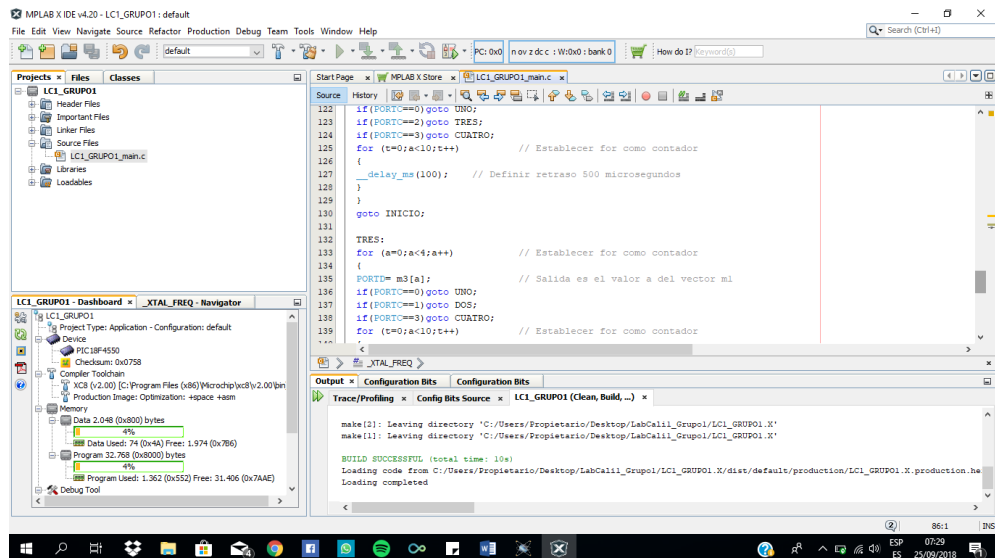 MPLAB X IDE v4.20 - LC1_GRUPO1 : default
File Edit View Navigate Source Refactor Production Debug Team Tools Window Help
Search (Ctrl+I)
default
PC: 0x0
n ov z dc c : W:0x0 : bank 0
How do I?
Keyword(s)
Projects
Files
Classes
LC1_GRUPO1
Header Files
Important Files
Linker Files
Source Files
LC1_GRUPO1_main.c
Libraries
Loadables
Start Page
MPLAB X Store
LC1_GRUPO1_main.c
Source
History
122 if(PORTC==0)goto UNO;
123 if(PORTC==2)goto TRES;
124 if(PORTC==3)goto CUATRO;
125 for (t=0;a<10;t++) // Establecer for como contador
126 {
127 __delay_ms(100); // Definir retraso 500 microsegundos
128 }
129 }
130 goto INICIO;
131
132 TRES:
133 for (a=0;a<4;a++) // Establecer for como contador
134 {
135 PORTD= m3[a]; // Salida es el valor a del vector m1
136 if(PORTC==0)goto UNO;
137 if(PORTC==1)goto DOS;
138 if(PORTC==3)goto CUATRO;
139 for (t=0;a<10;t++) // Establecer for como contador
_XTAL_FREQ
LC1_GRUPO1 - Dashboard
_XTAL_FREQ - Navigator
LC1_GRUPO1
Project Type: Application - Configuration: default
Device
PIC18F4550
Checksum: 0x0758
Compiler Toolchain
XC8 (v2.00) [C:\Program Files (x86)\Microchip\xc8\v2.00\bin
Production Image: Optimization: +space +asm
Memory
Data 2.048 (0x800) bytes
4%
Data Used: 74 (0x4A) Free: 1.974 (0x7B6)
Program 32.768 (0x8000) bytes
4%
Program Used: 1.362 (0x552) Free: 31.406 (0x7AAE)
Debug Tool
Output
Configuration Bits
Configuration Bits
Trace/Profiling
Config Bits Source
LC1_GRUPO1 (Clean, Build, ...)
make[2]: Leaving directory 'C:/Users/Propietario/Desktop/LabCali1_Grupo1/LC1_GRUPO1.X'
make[1]: Leaving directory 'C:/Users/Propietario/Desktop/LabCali1_Grupo1/LC1_GRUPO1.X'
BUILD SUCCESSFUL (total time: 10s)
Loading code from C:/Users/Propietario/Desktop/LabCali1_Grupo1/LC1_GRUPO1.X/dist/default/production/LC1_GRUPO1.X.production.he
Loading completed
2
86:1
INS
ESP
ES
07:29
25/09/2018